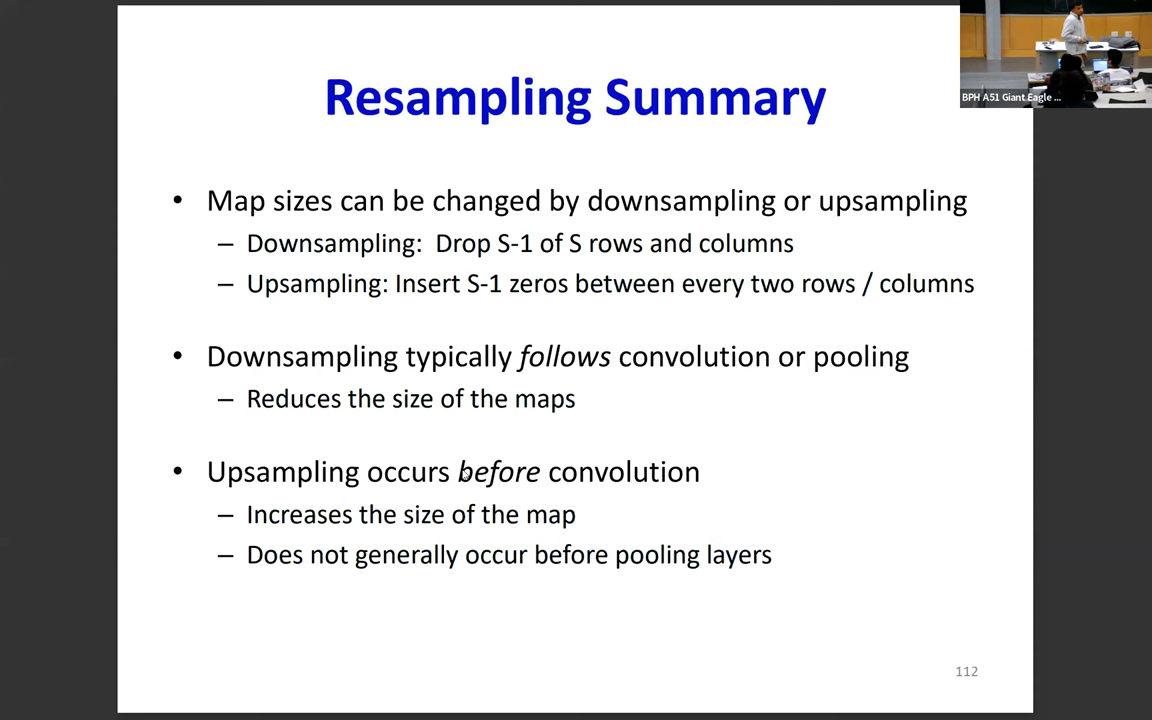 BPH A51 Giant Eagle ...
Resampling Summary
• Map sizes can be changed by downsampling or upsampling
– Downsampling: Drop S-1 of S rows and columns
– Upsampling: Insert S-1 zeros between every two rows / columns
• Downsampling typically follows convolution or pooling
– Reduces the size of the maps
• Upsampling occurs before convolution
– Increases the size of the map
– Does not generally occur before pooling layers
112